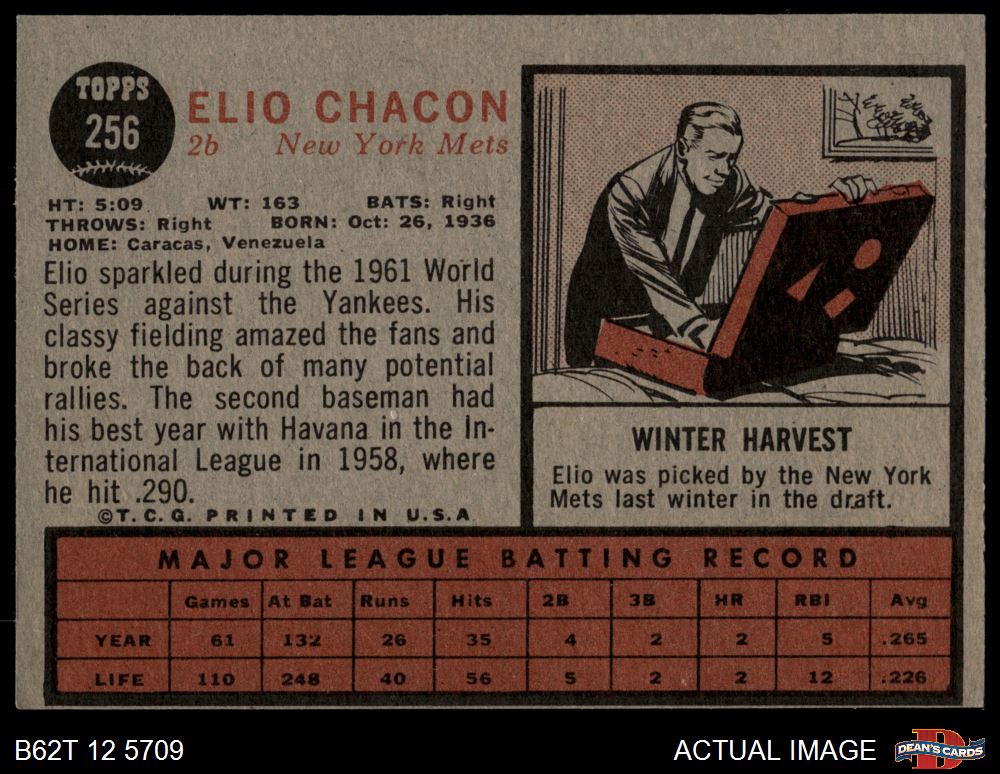 TOPPS
256
ELIO CHACON
2b New York Mets
HT: 5:09 WT: 163 BATS: Right
THROWS: Right BORN: Oct: 26, 1936
HOME: Caracas, Venezuela
Elio sparkled during the 1961 World
Series against the Yankees. His
classy fielding amazed the fans and
broke the back of many potential
rallies. The second baseman had
his best year with Havana in the In-
ternational League in 1958, where
he hit .290.
©T.C.G. PRINTED IN U.S.A
WINTER HARVEST
Elio was picked by the New York
Mets last winter in the draft.
MAJOR LEAGUE BATTING RECORD
Games At Bat Runs Hits 2B 3B HR RBI Avg
YEAR 61 132 26 35 4 2 2 5 .265
LIFE 110 248 40 56 5 2 2 12 .226
B62T 12 5709
ACTUAL IMAGE
D
DEAN'S CARDS